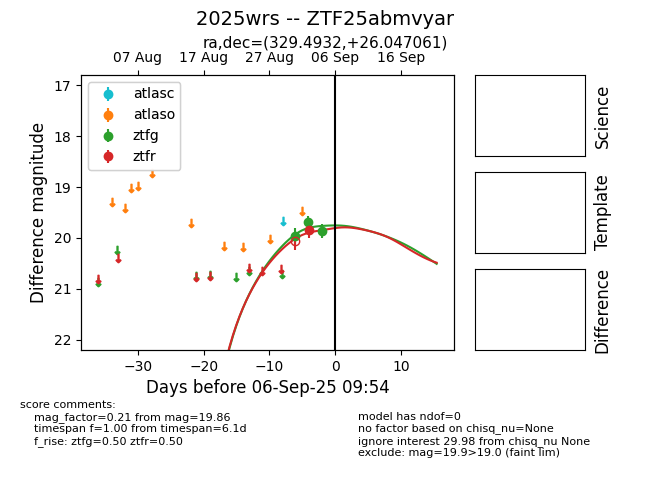 2025wrs -- ZTF25abmvyar
ra,dec=(329.4932,+26.047061)
07 Aug 17 Aug 27 Aug 06 Sep 16 Sep
atlasc
atlaso
ztfg
ztfr
17
18
19
20
21
22
Difference magnitude
−30 −20 −10 0 10
Days before 06-Sep-25 09:54
Science
Template
Difference
score comments:
mag_factor=0.21 from mag=19.86
timespan f=1.00 from timespan=6.1d
f_rise: ztfg=0.50 ztfr=0.50
model has ndof=0
no factor based on chisq_nu=None
ignore interest 29.98 from chisq_nu None
exclude: mag=19.9>19.0 (faint lim)